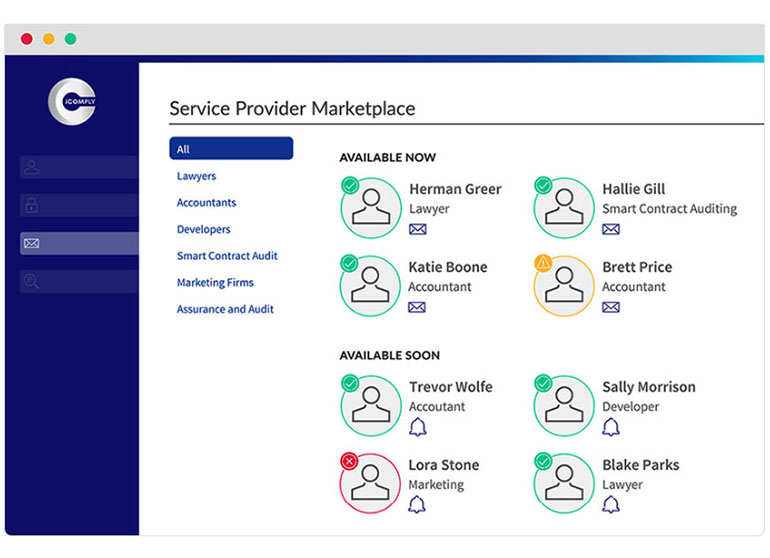 iCOMPLY
Service Provider Marketplace
All
Lawyers
Accountants
Developers
Smart Contract Audit
Marketing Firms
Assurance and Audit
AVAILABLE NOW
Herman Greer
Lawyer
Hallie Gill
Smart Contract Auditing
Katie Boone
Accountant
Brett Price
Accountant
AVAILABLE SOON
Trevor Wolfe
Accoutant
Sally Morrison
Developer
Lora Stone
Marketing
Blake Parks
Lawyer